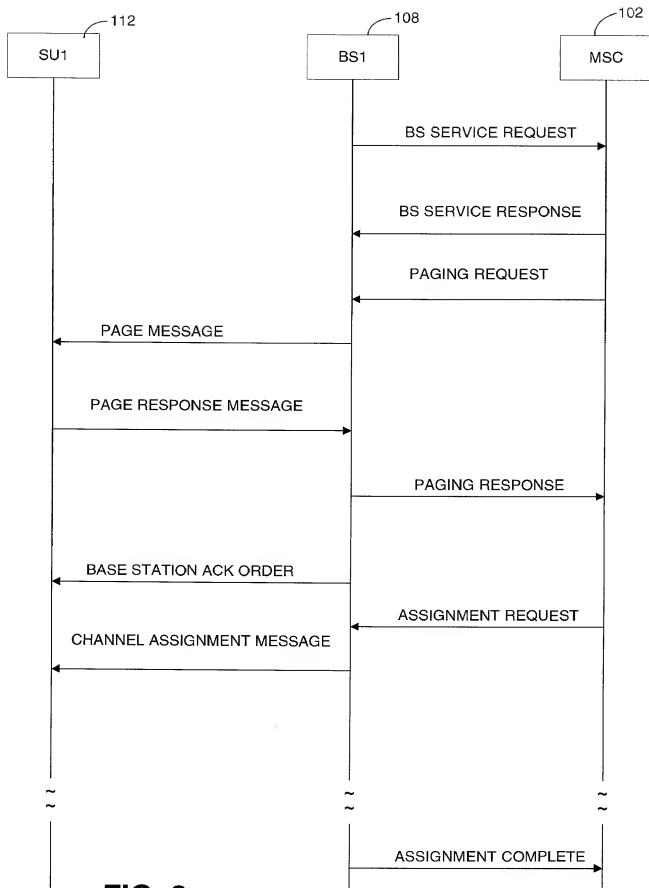 112
108
102
SU1
BS1
MSC
BS SERVICE REQUEST
BS SERVICE RESPONSE
PAGING REQUEST
PAGE MESSAGE
PAGE RESPONSE MESSAGE
PAGING RESPONSE
BASE STATION ACK ORDER
ASSIGNMENT REQUEST
CHANNEL ASSIGNMENT MESSAGE
~ ~ ~
~ ~ ~
ASSIGNMENT COMPLETE